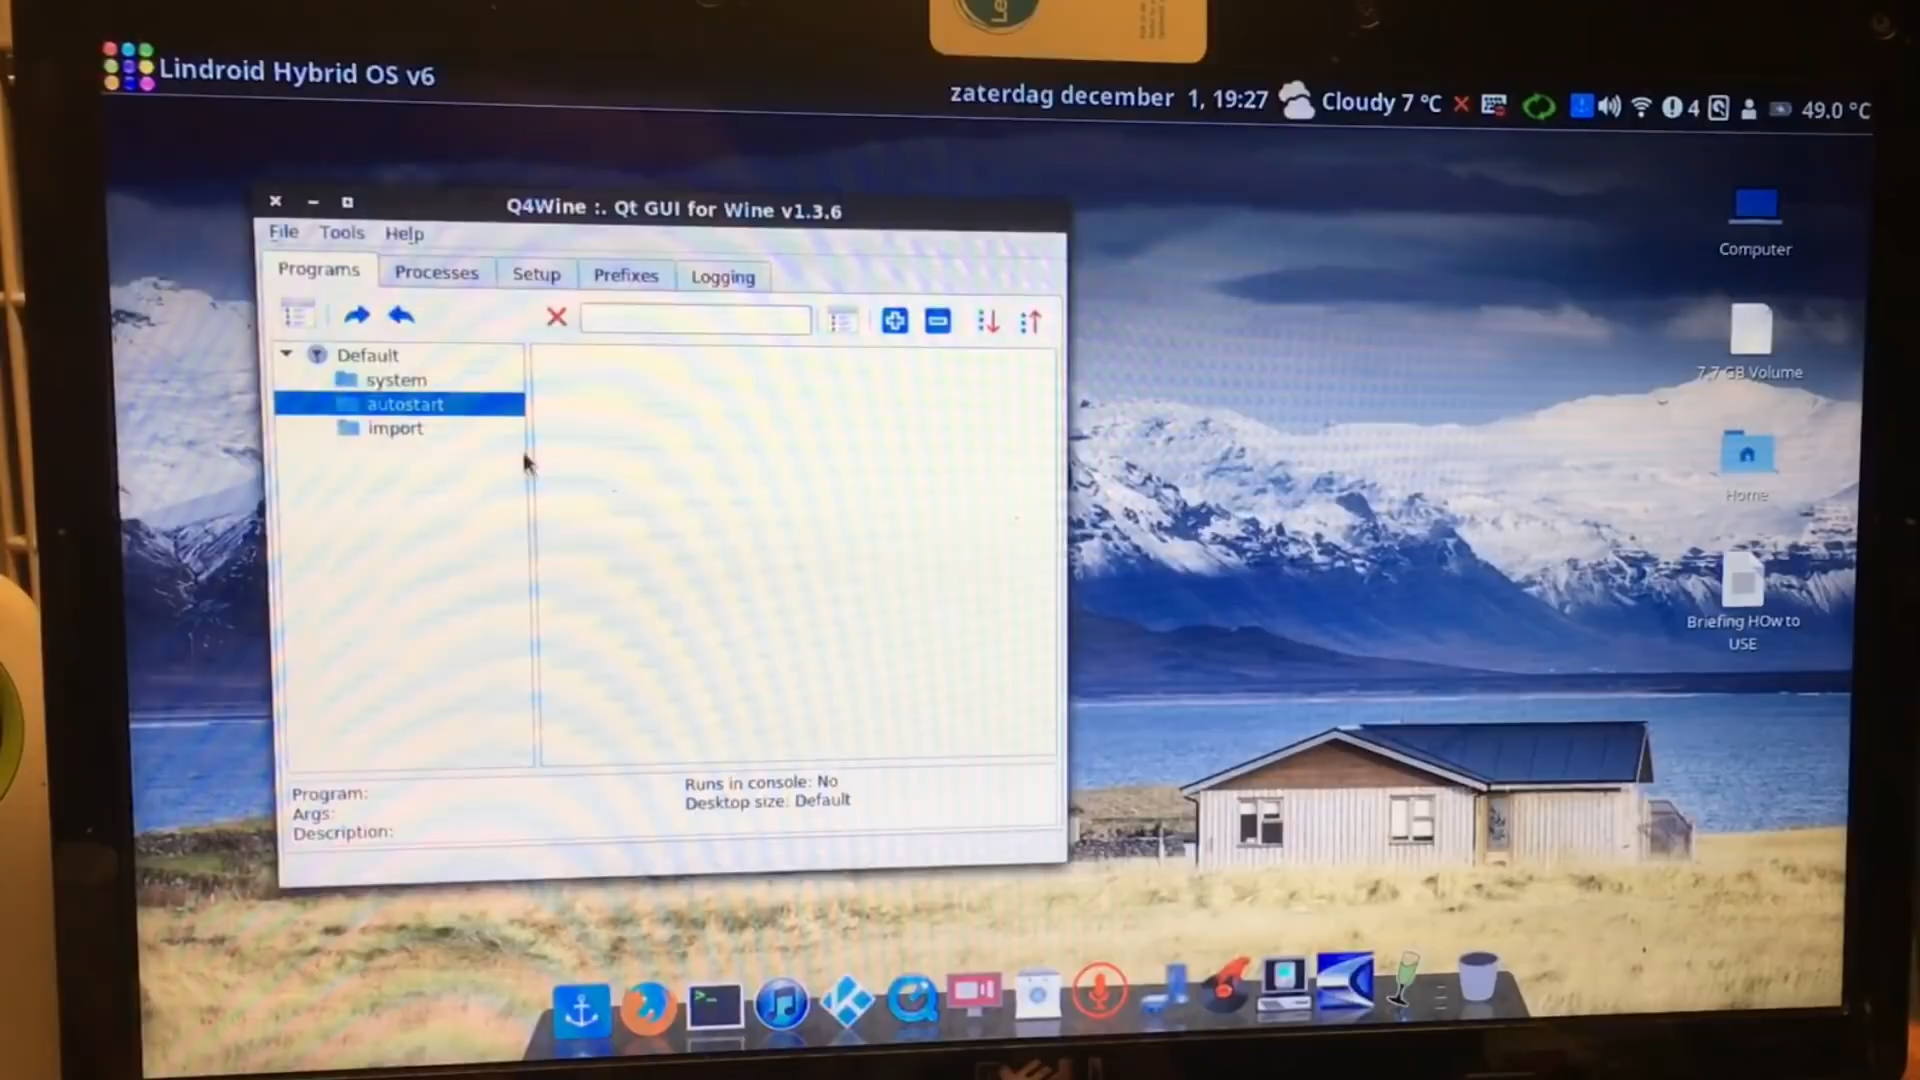 Le
Lindroid Hybrid OS v6
zaterdag december 1, 19:27 Cloudy 7 °C 4 49.0 °C
Q4Wine :. Qt GUI for Wine v1.3.6
File Tools Help
Programs Processes Setup Prefixes Logging
Default
system
autostart
import
Program:
Args:
Description:
Runs in console: No
Desktop size: Default
Computer
7,7 GB Volume
Home
Briefing HOw to
USE